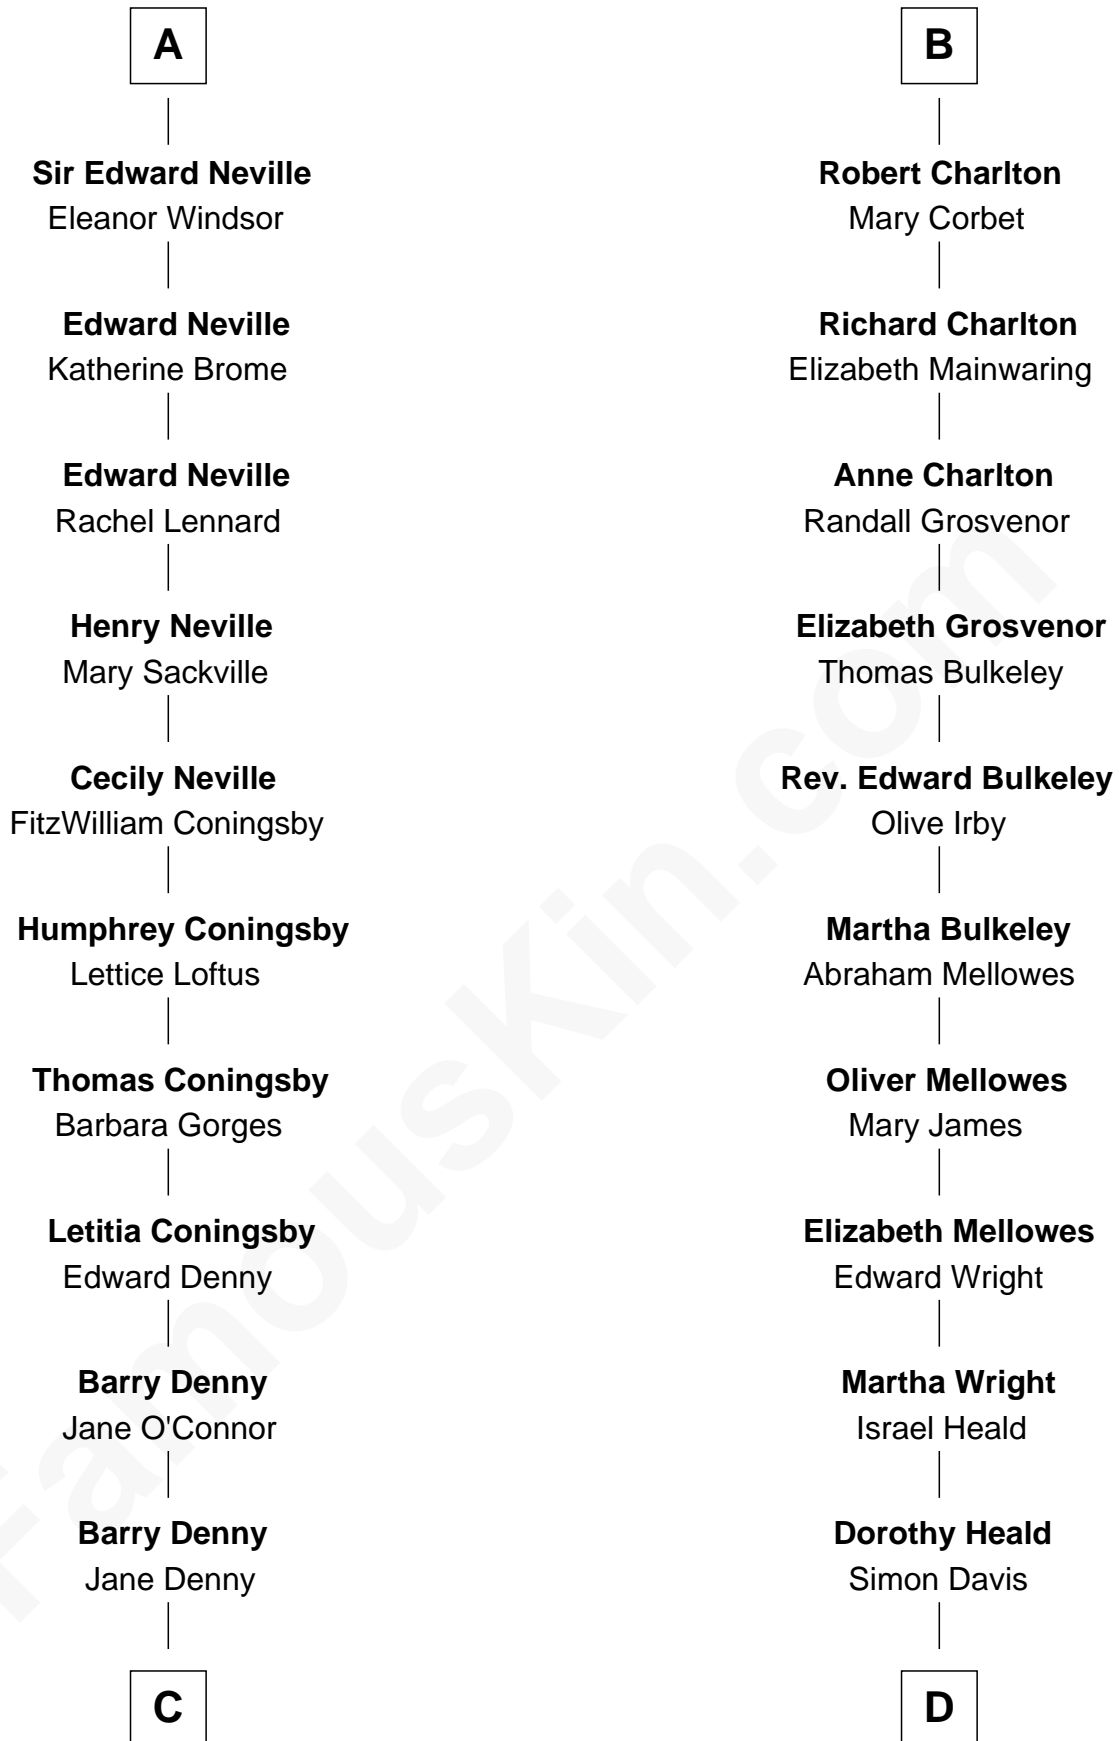 A
Sir Edward Neville
Eleanor Windsor
Edward Neville
Katherine Brome
Edward Neville
Rachel Lennard
Henry Neville
Mary Sackville
Cecily Neville
FitzWilliam Coningsby
Humphrey Coningsby
Lettice Loftus
Thomas Coningsby
Barbara Gorges
Letitia Coningsby
Edward Denny
Barry Denny
Jane O'Connor
Barry Denny
Jane Denny
C
B
Robert Charlton
Mary Corbet
Richard Charlton
Elizabeth Mainwaring
Anne Charlton
Randall Grosvenor
Elizabeth Grosvenor
Thomas Bulkeley
Rev. Edward Bulkeley
Olive Irby
Martha Bulkeley
Abraham Mellowes
Oliver Mellowes
Mary James
Elizabeth Mellowes
Edward Wright
Martha Wright
Israel Heald
Dorothy Heald
Simon Davis
D
FamousKin.com